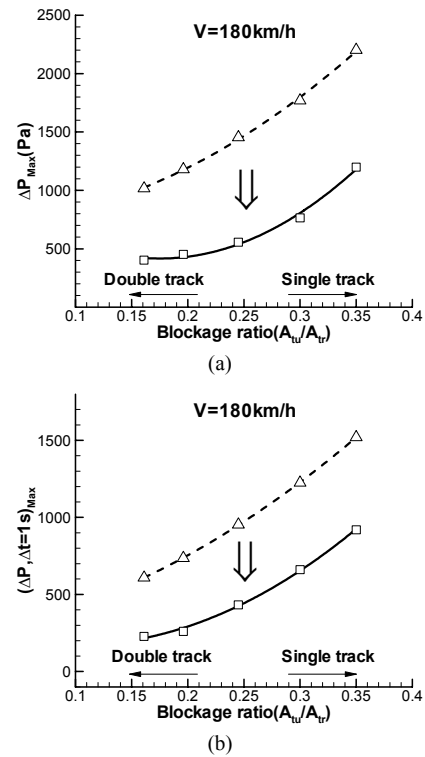 V=180km/h
2500
2000
1500
1000
500
ΔP_Max(Pa)
Double track
Single track
0.1 0.15 0.2 0.25 0.3 0.35 0.4
Blockage ratio(A_tu/A_tr)
(a)
V=180km/h
1500
1000
500
0
(ΔP, Δt=1s)_Max
Double track
Single track
0.1 0.15 0.2 0.25 0.3 0.35 0.4
Blockage ratio(A_tu/A_tr)
(b)